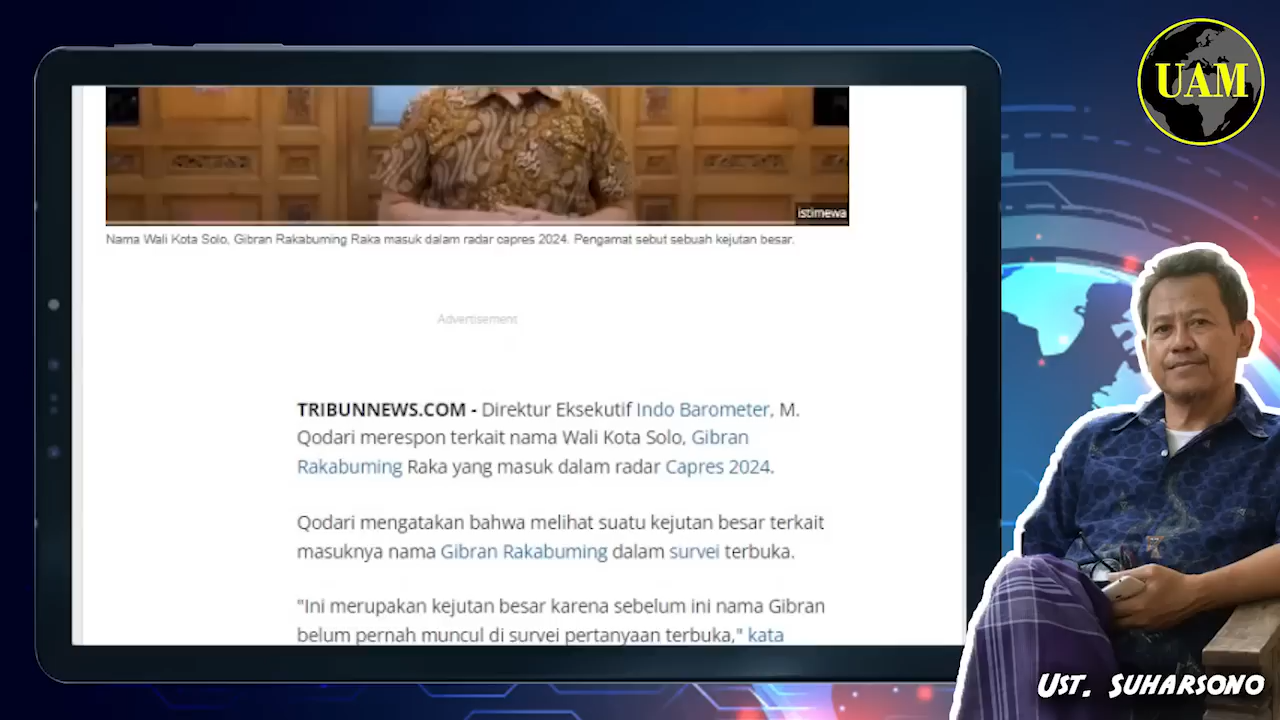 UAM
istimewa
Nama Wali Kota Solo, Gibran Rakabuming Raka masuk dalam radar capres 2024. Pengamat sebut sebuah kejutan besar.
Advertisement
TRIBUNNEWS.COM - Direktur Eksekutif Indo Barometer, M.
Qodari merespon terkait nama Wali Kota Solo, Gibran
Rakabuming Raka yang masuk dalam radar Capres 2024.
Qodari mengatakan bahwa melihat suatu kejutan besar terkait
masuknya nama Gibran Rakabuming dalam survei terbuka.
"Ini merupakan kejutan besar karena sebelum ini nama Gibran
belum pernah muncul di survei pertanyaan terbuka," kata
Ust. Suharsono